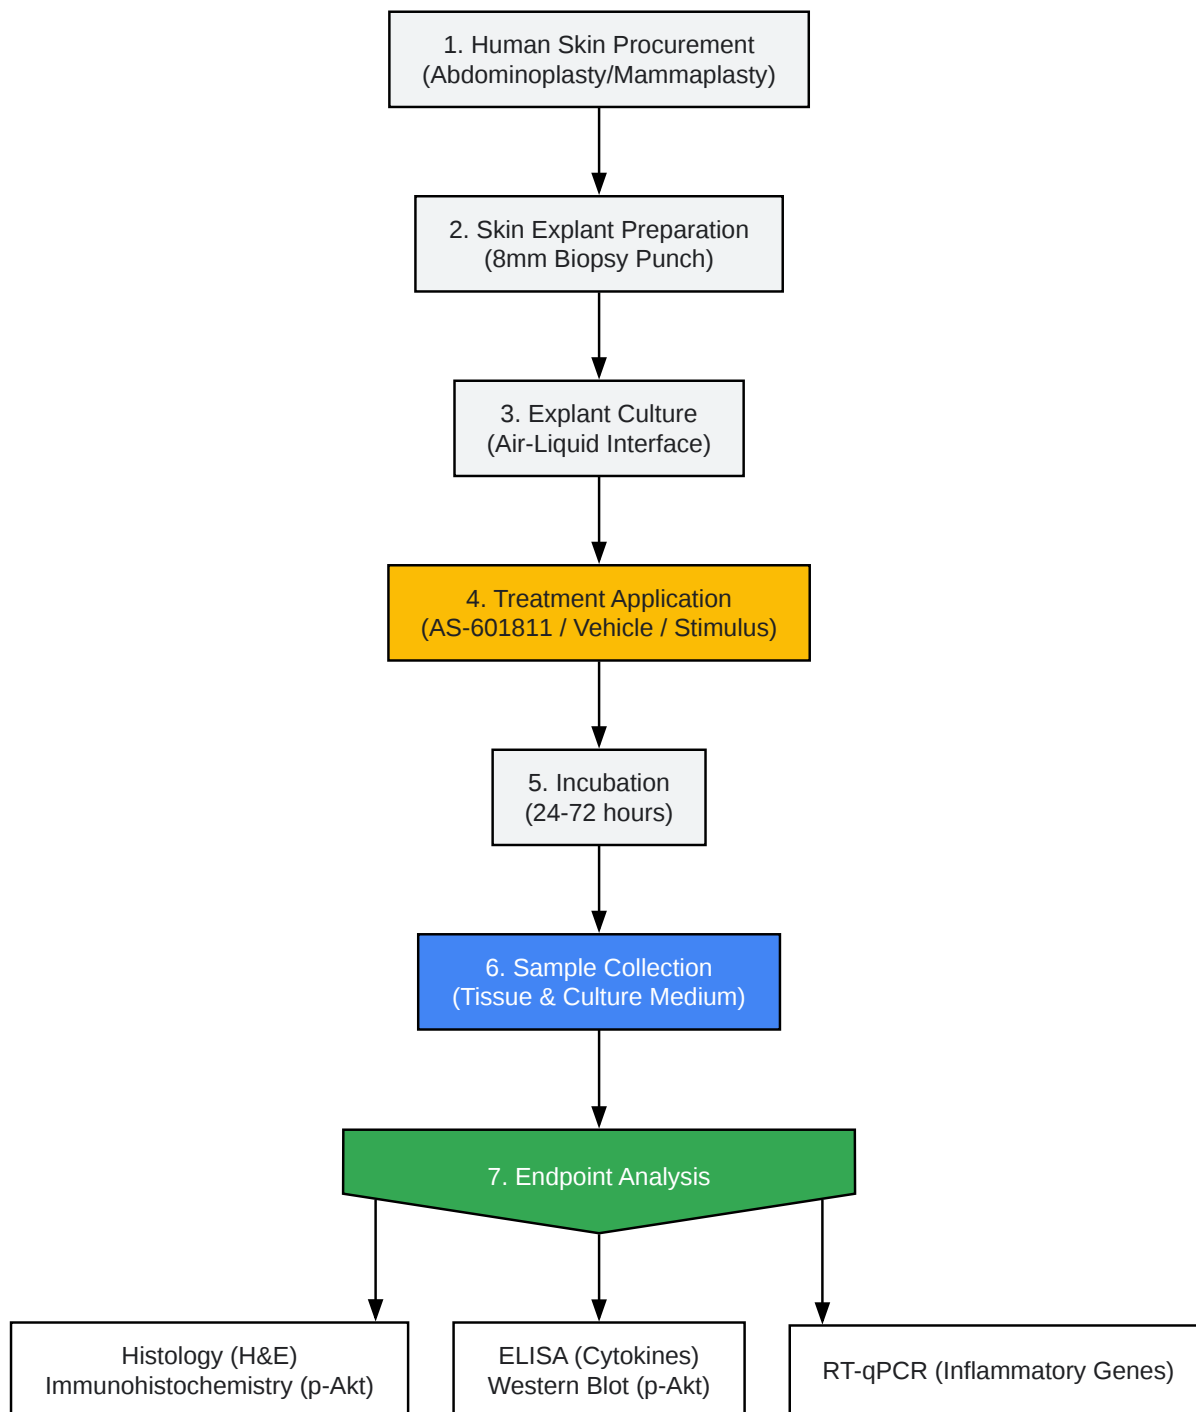 1. Human Skin Procurement
(Abdominoplasty/Mammaplasty)
2. Skin Explant Preparation
(8mm Biopsy Punch)
3. Explant Culture
(Air-Liquid Interface)
4. Treatment Application
(AS-601811 / Vehicle / Stimulus)
5. Incubation
(24-72 hours)
6. Sample Collection
(Tissue & Culture Medium)
7. Endpoint Analysis
Histology (H&E)
Immunohistochemistry (p-Akt)
ELISA (Cytokines)
Western Blot (p-Akt)
RT-qPCR (Inflammatory Genes)